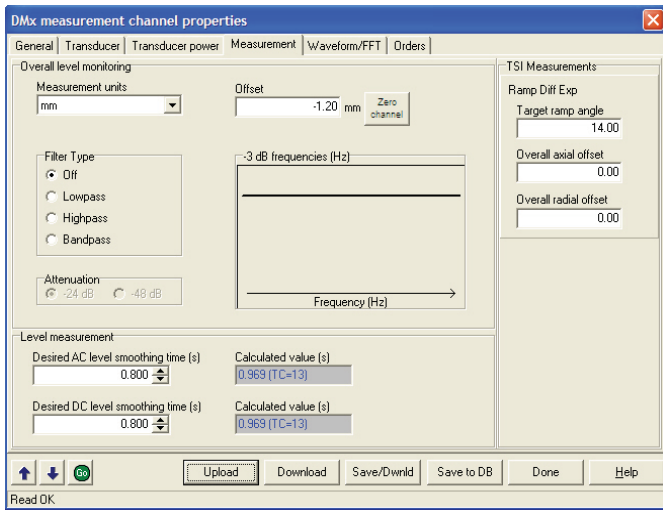 DMx measurement channel properties
General Transducer Transducer power Measurement Waveform/FFT Orders
Overall level monitoring
Measurement units
mm
Offset
-1.20 mm
Zero
channel
Filter Type
Off
Lowpass
Highpass
Bandpass
Attenuation
-24 dB -48 dB
-3 dB frequencies (Hz)
Frequency (Hz)
Level measurement
Desired AC level smoothing time (s)
0.800
Calculated value (s)
0.969 (TC=13)
Desired DC level smoothing time (s)
0.800
Calculated value (s)
0.969 (TC=13)
TSI Measurements
Ramp Diff Exp
Target ramp angle
14.00
Overall axial offset
0.00
Overall radial offset
0.00
Go
Upload Download Save/Dwnld Save to DB Done Help
Read OK